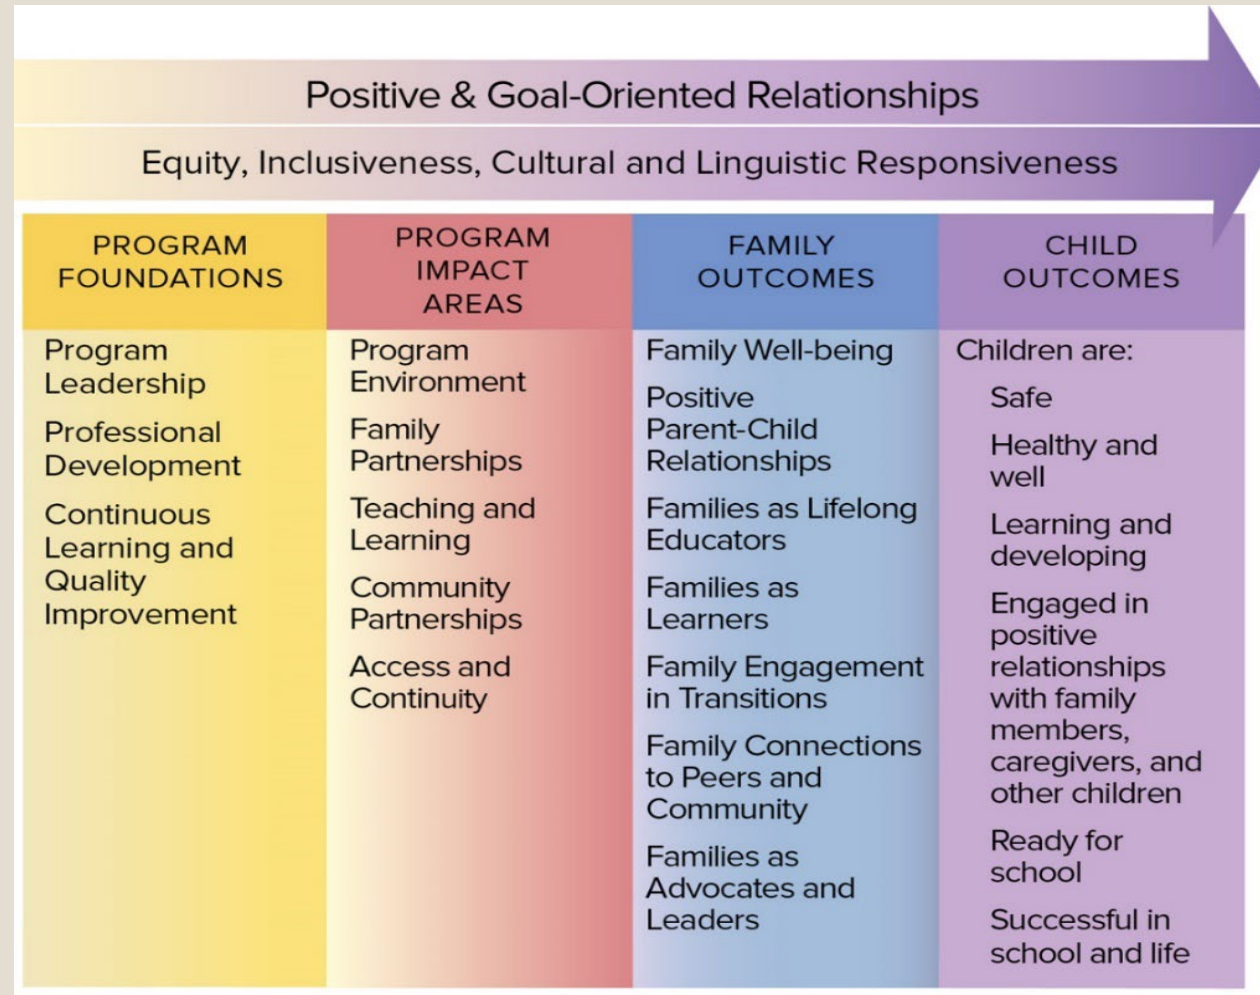 Positive & Goal-Oriented Relationships
Equity, Inclusiveness, Cultural and Linguistic Responsiveness
PROGRAM
FOUNDATIONS
Program
Leadership
Professional
Development
Continuous
Learning and
Quality
Improvement
PROGRAM
IMPACT
AREAS
Program
Environment
Family
Partnerships
Teaching and
Learning
Community
Partnerships
Access and
Continuity
FAMILY
OUTCOMES
Family Well-being
Positive
Parent-Child
Relationships
Families as Lifelong
Educators
Families as
Learners
Family Engagement
in Transitions
Family Connections
to Peers and
Community
Families as
Advocates and
Leaders
CHILD
OUTCOMES
Children are:
Safe
Healthy and
well
Learning and
developing
Engaged in
positive
relationships
with family
members,
caregivers, and
other children
Ready for
school
Successful in
school and life